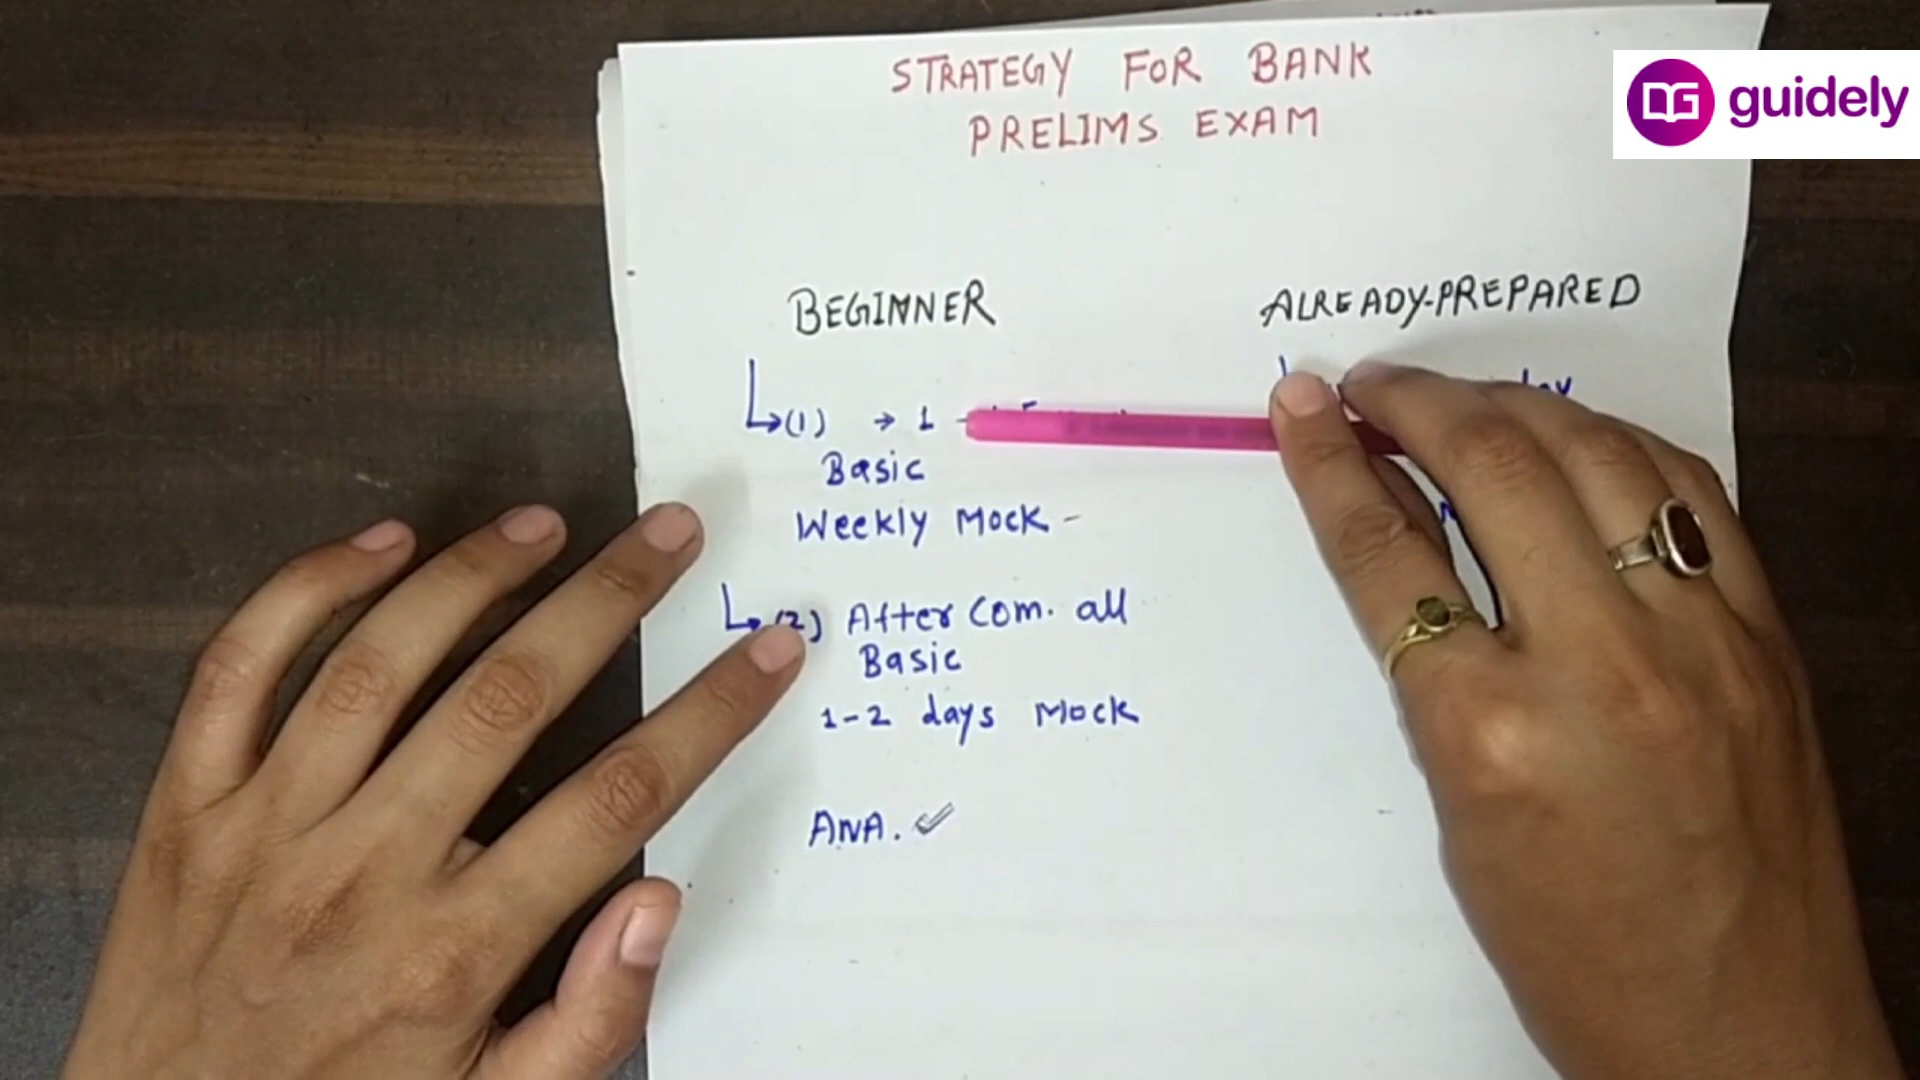 STRATEGY FOR BANK
PRELIMS EXAM
guidely
BEGINNER
(1) → 1
Basic
Weekly Mock -
(2) After Com. all
Basic
1-2 days Mock
ANA. ✓
ALREADY-PREPARED